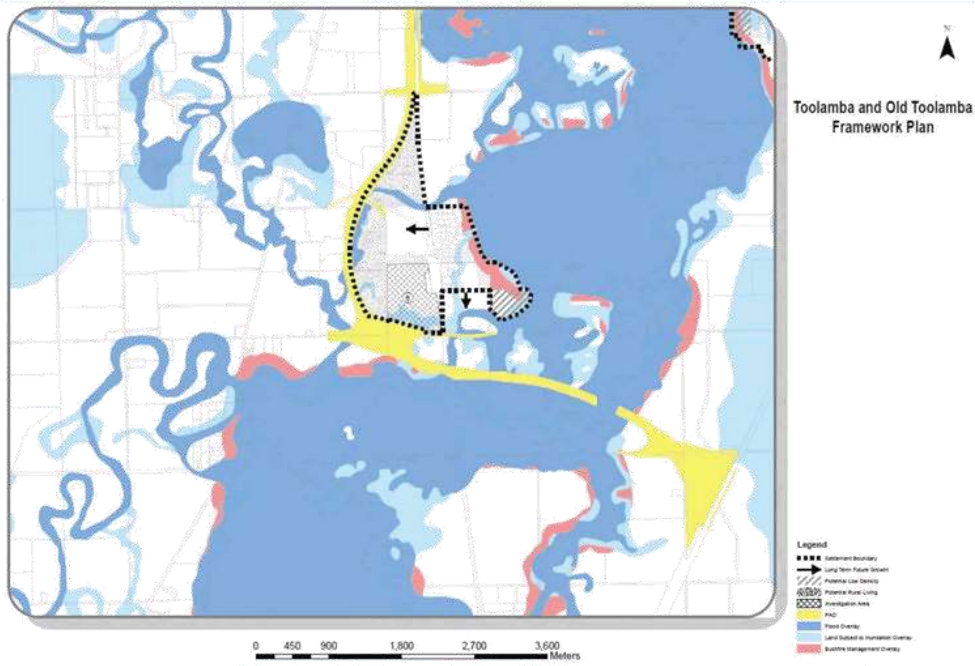 N
Toolamba and Old Toolamba
Framework Plan
1
Legend
Settlement Boundary
Long Term Future Growth
Potential Low Density
Potential Rural Living
Investigation Area
PAO
Flood Overlay
Land Subject to Inundation Overlay
Bushfire Management Overlay
0 450 900 1,800 2,700 3,600
Meters